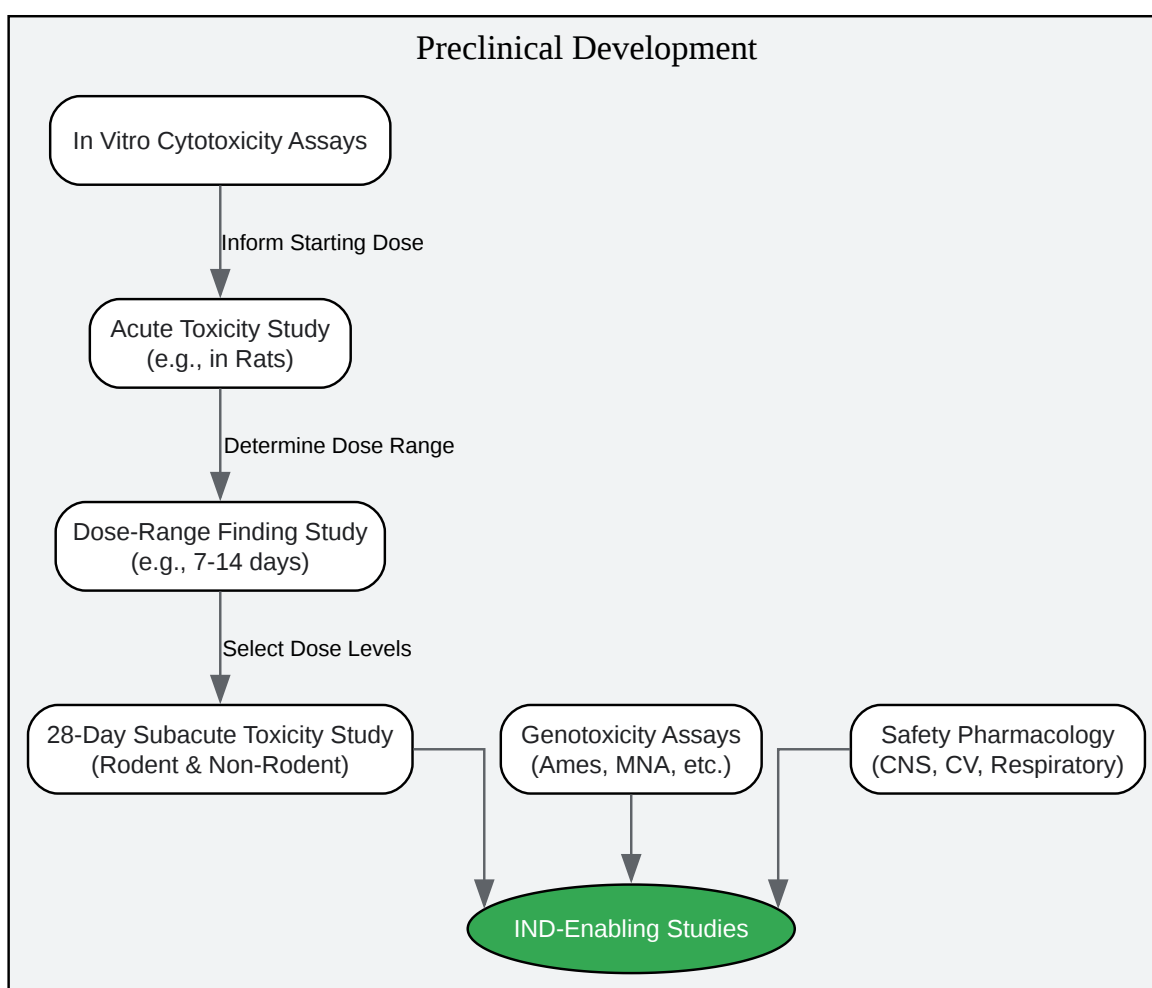 Preclinical Development
In Vitro Cytotoxicity Assays
Inform Starting Dose
Acute Toxicity Study
(e.g., in Rats)
Determine Dose Range
Dose-Range Finding Study
(e.g., 7-14 days)
Select Dose Levels
28-Day Subacute Toxicity Study
(Rodent & Non-Rodent)
Genotoxicity Assays
(Ames, MNA, etc.)
Safety Pharmacology
(CNS, CV, Respiratory)
IND-Enabling Studies